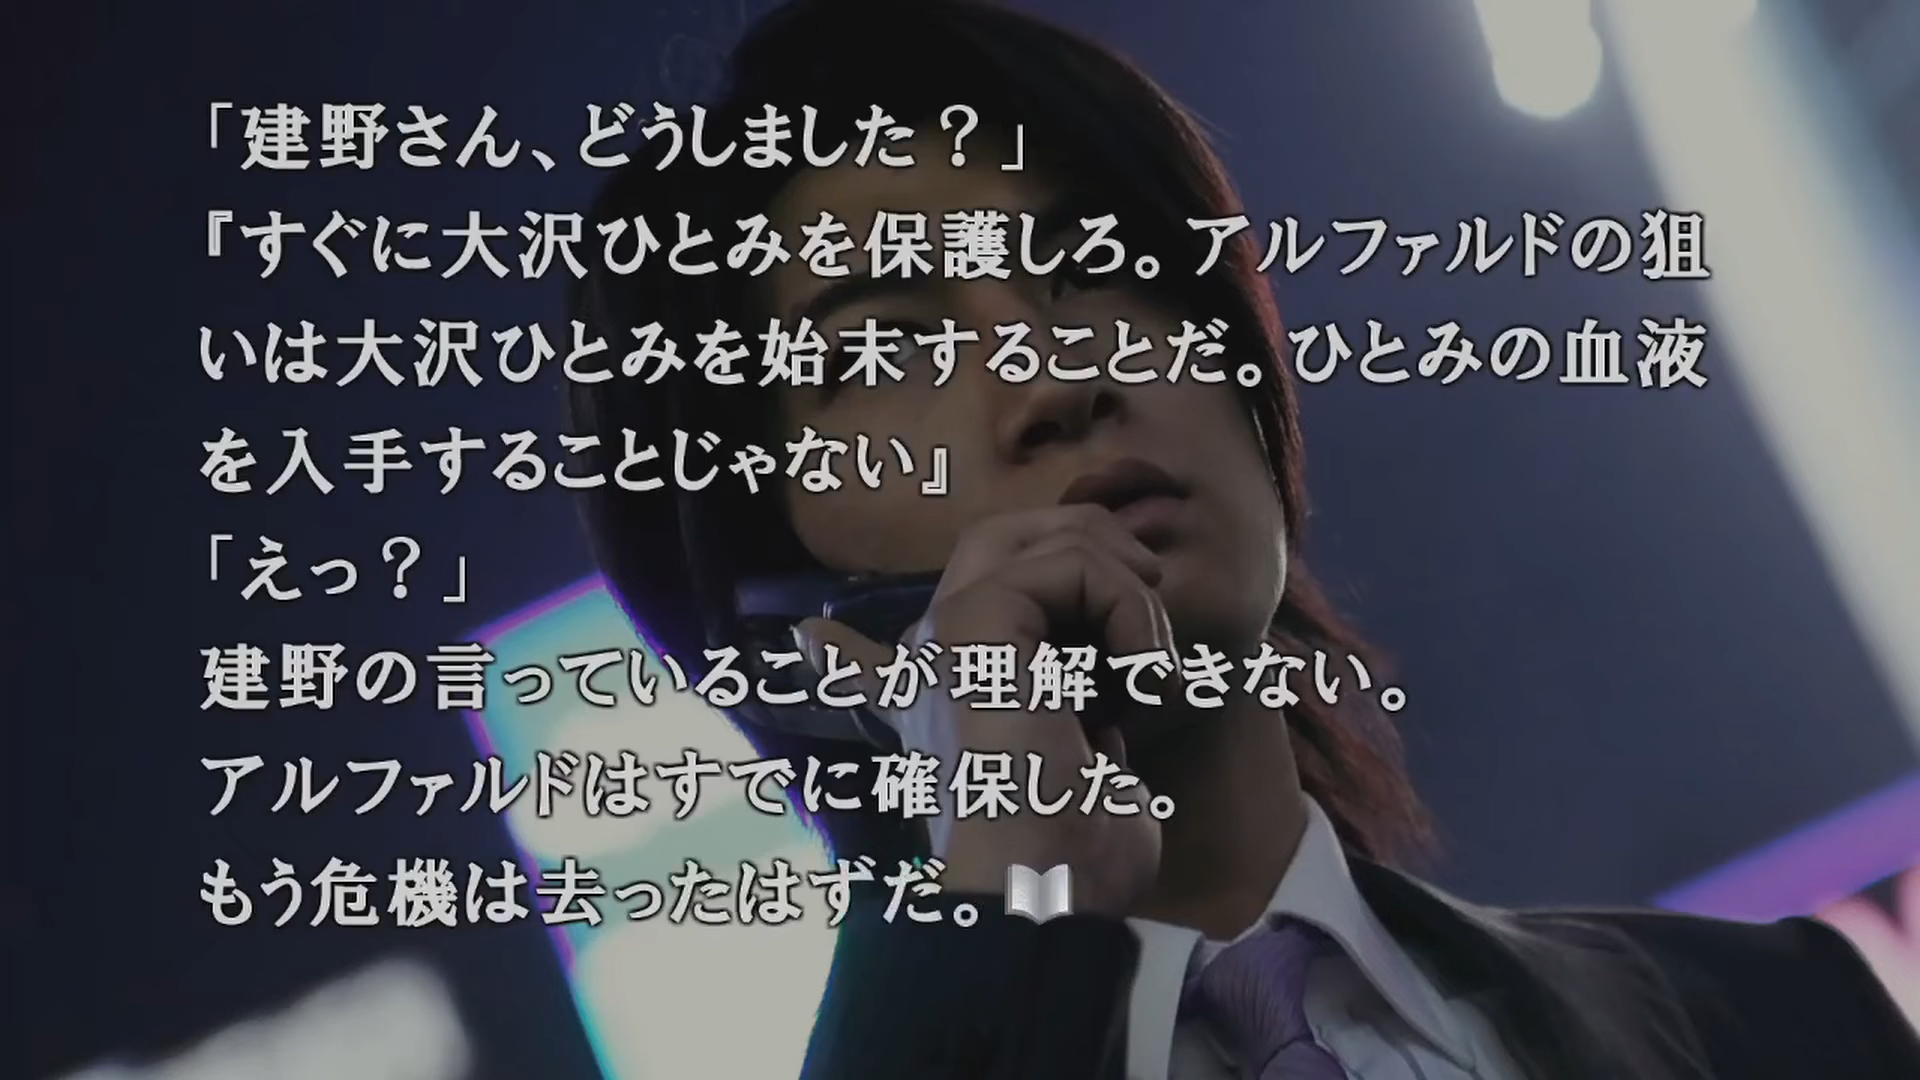 「建野さん、どうしました？」
『すぐに大沢ひとみを保護しろ。アルファルドの狙
いは大沢ひとみを始末することだ。ひとみの血液
を入手することじゃない』
「えっ？」
建野の言っていることが理解できない。
アルファルドはすでに確保した。
もう危機は去ったはずだ。